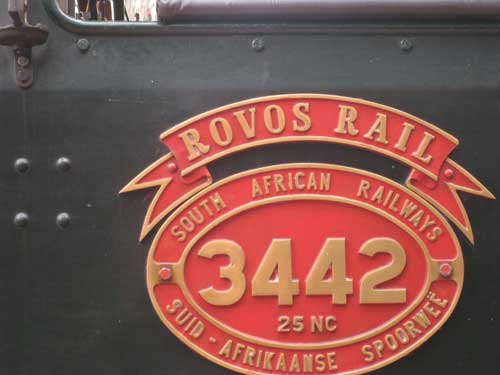 ROVOS RAIL
SOUTH AFRICAN RAILWAYS
3442
25 NC
SUID-AFRIKAANSE SPOORWEË